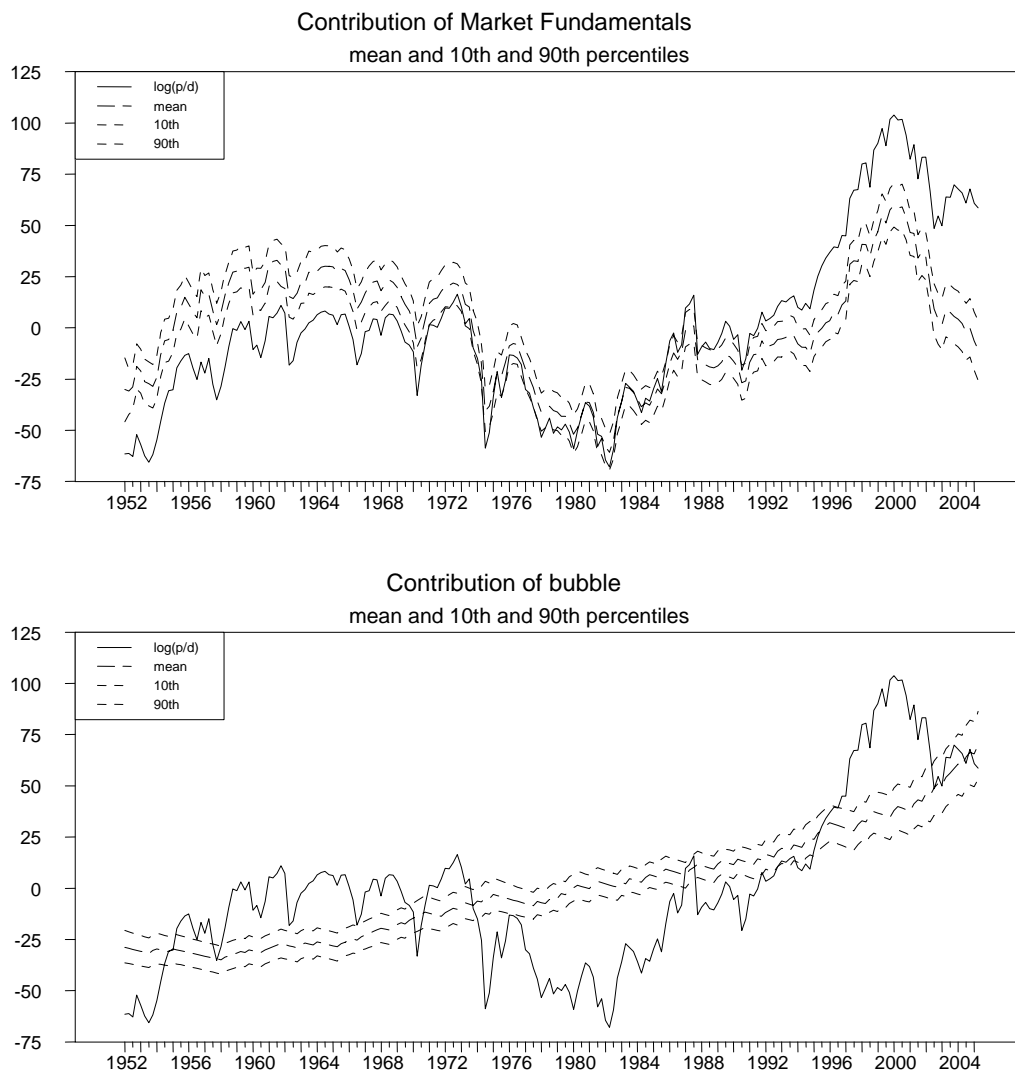 Contribution of Market Fundamentals
mean and 10th and 90th percentiles
125
100
75
50
25
0
-25
-50
-75
log(p/d)
mean
10th
90th
1952 1956 1960 1964 1968 1972 1976 1980 1984 1988 1992 1996 2000 2004
Contribution of bubble
mean and 10th and 90th percentiles
125
100
75
50
25
0
-25
-50
-75
log(p/d)
mean
10th
90th
1952 1956 1960 1964 1968 1972 1976 1980 1984 1988 1992 1996 2000 2004